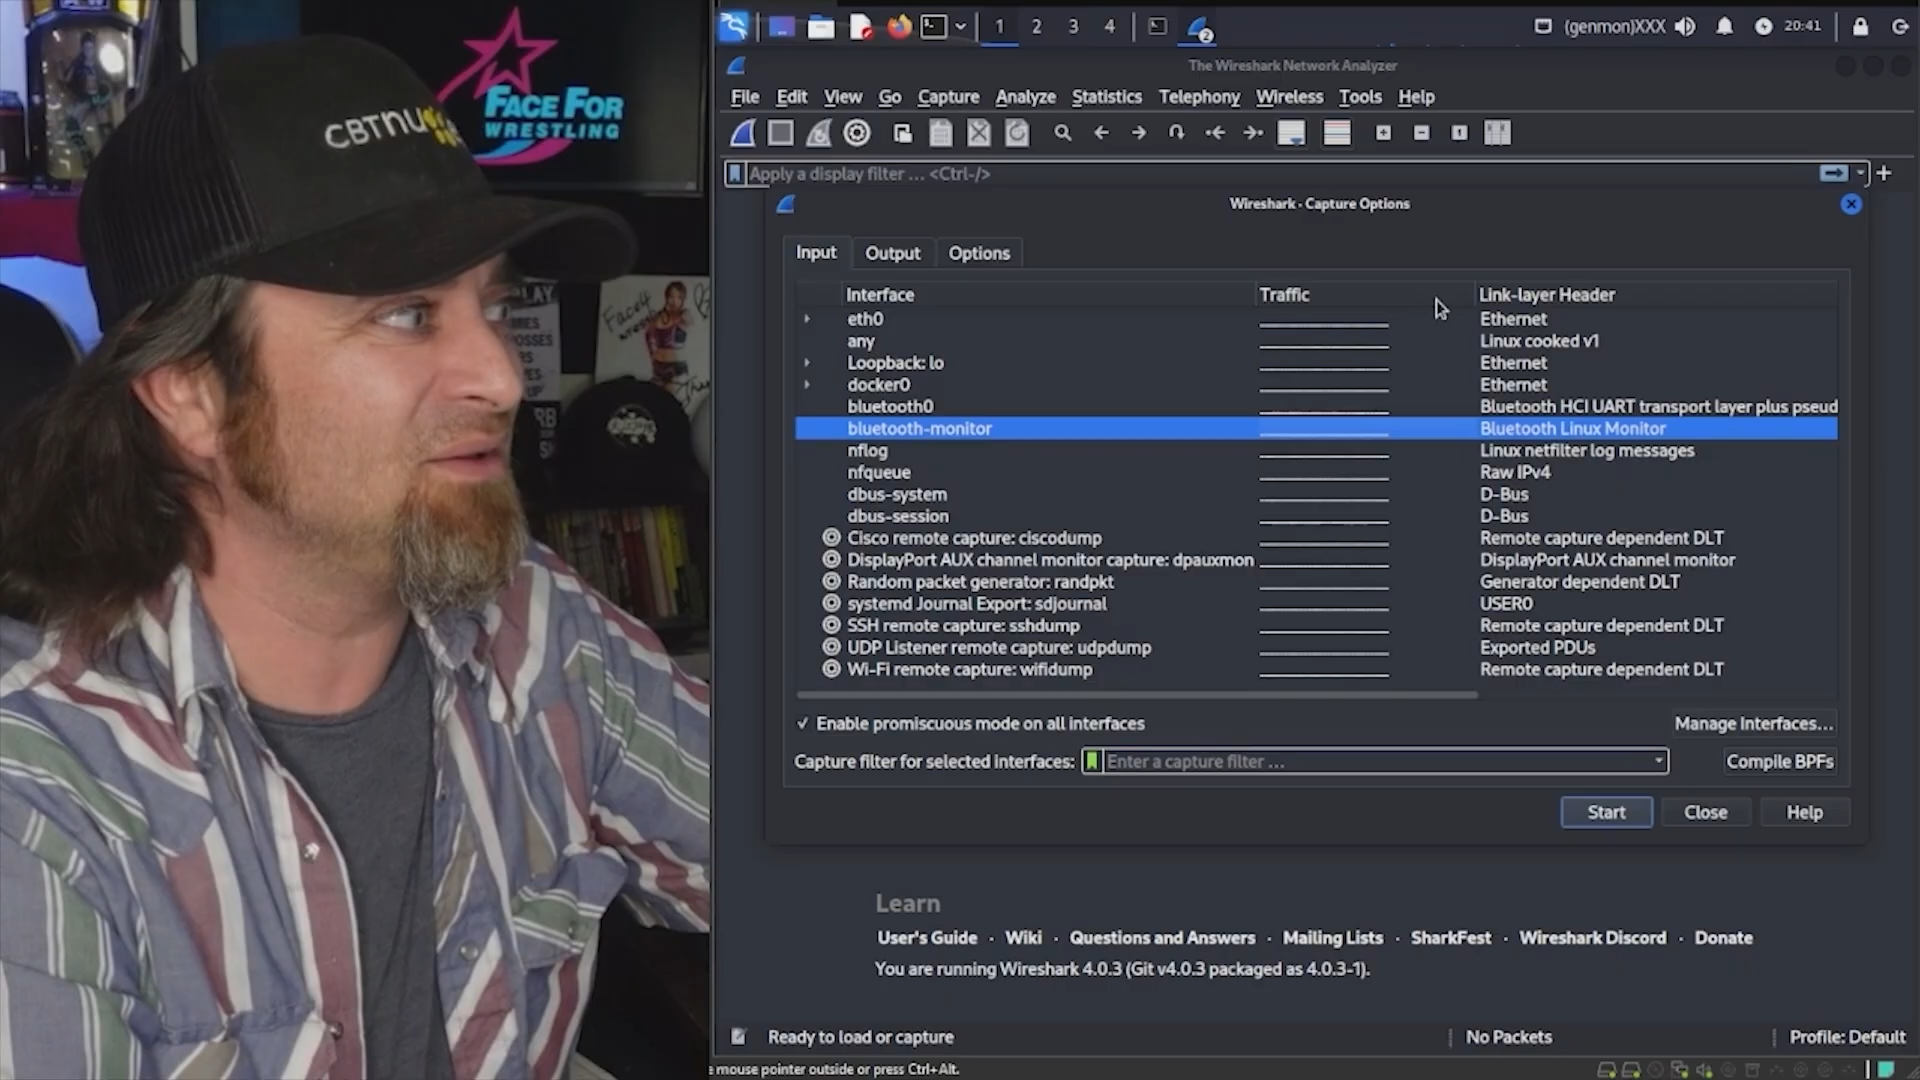 CBTnu
FACE FOR
WRESTLING
1 2 3 4
2
(genmon)XXX
20:41
The Wireshark Network Analyzer
File Edit View Go Capture Analyze Statistics Telephony Wireless Tools Help
Apply a display filter … <Ctrl-/>
Wireshark · Capture Options
Input Output Options
Interface Traffic Link-layer Header
eth0 Ethernet
any Linux cooked v1
Loopback: lo Ethernet
docker0 Ethernet
bluetooth0 Bluetooth HCI UART transport layer plus pseud
bluetooth-monitor Bluetooth Linux Monitor
nflog Linux netfilter log messages
nfqueue Raw IPv4
dbus-system D-Bus
dbus-session D-Bus
Cisco remote capture: ciscodump Remote capture dependent DLT
DisplayPort AUX channel monitor capture: dpauxmon DisplayPort AUX channel monitor
Random packet generator: randpkt Generator dependent DLT
systemd Journal Export: sdjournal USER0
SSH remote capture: sshdump Remote capture dependent DLT
UDP Listener remote capture: udpdump Exported PDUs
Wi-Fi remote capture: wifidump Remote capture dependent DLT
Enable promiscuous mode on all interfaces Manage Interfaces…
Capture filter for selected interfaces: Enter a capture filter … Compile BPFs
Start Close Help
Learn
User's Guide · Wiki · Questions and Answers · Mailing Lists · SharkFest · Wireshark Discord · Donate
You are running Wireshark 4.0.3 (Git v4.0.3 packaged as 4.0.3-1).
Ready to load or capture No Packets Profile: Default
mouse pointer outside or press Ctrl+Alt.